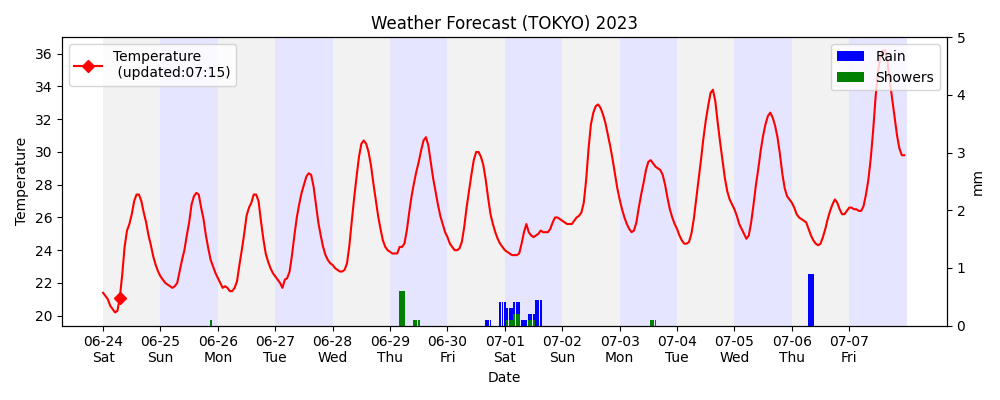 Weather Forecast (TOKYO) 2023
Temperature
(updated:07:15)
Rain
Showers
Temperature
36
34
32
30
28
26
24
22
20
5
4
3
2
1
0
mm
06-24 06-25 06-26 06-27 06-28 06-29 06-30 07-01 07-02 07-03 07-04 07-05 07-06 07-07
Sat Sun Mon Tue Wed Thu Fri Sat Sun Mon Tue Wed Thu Fri
Date